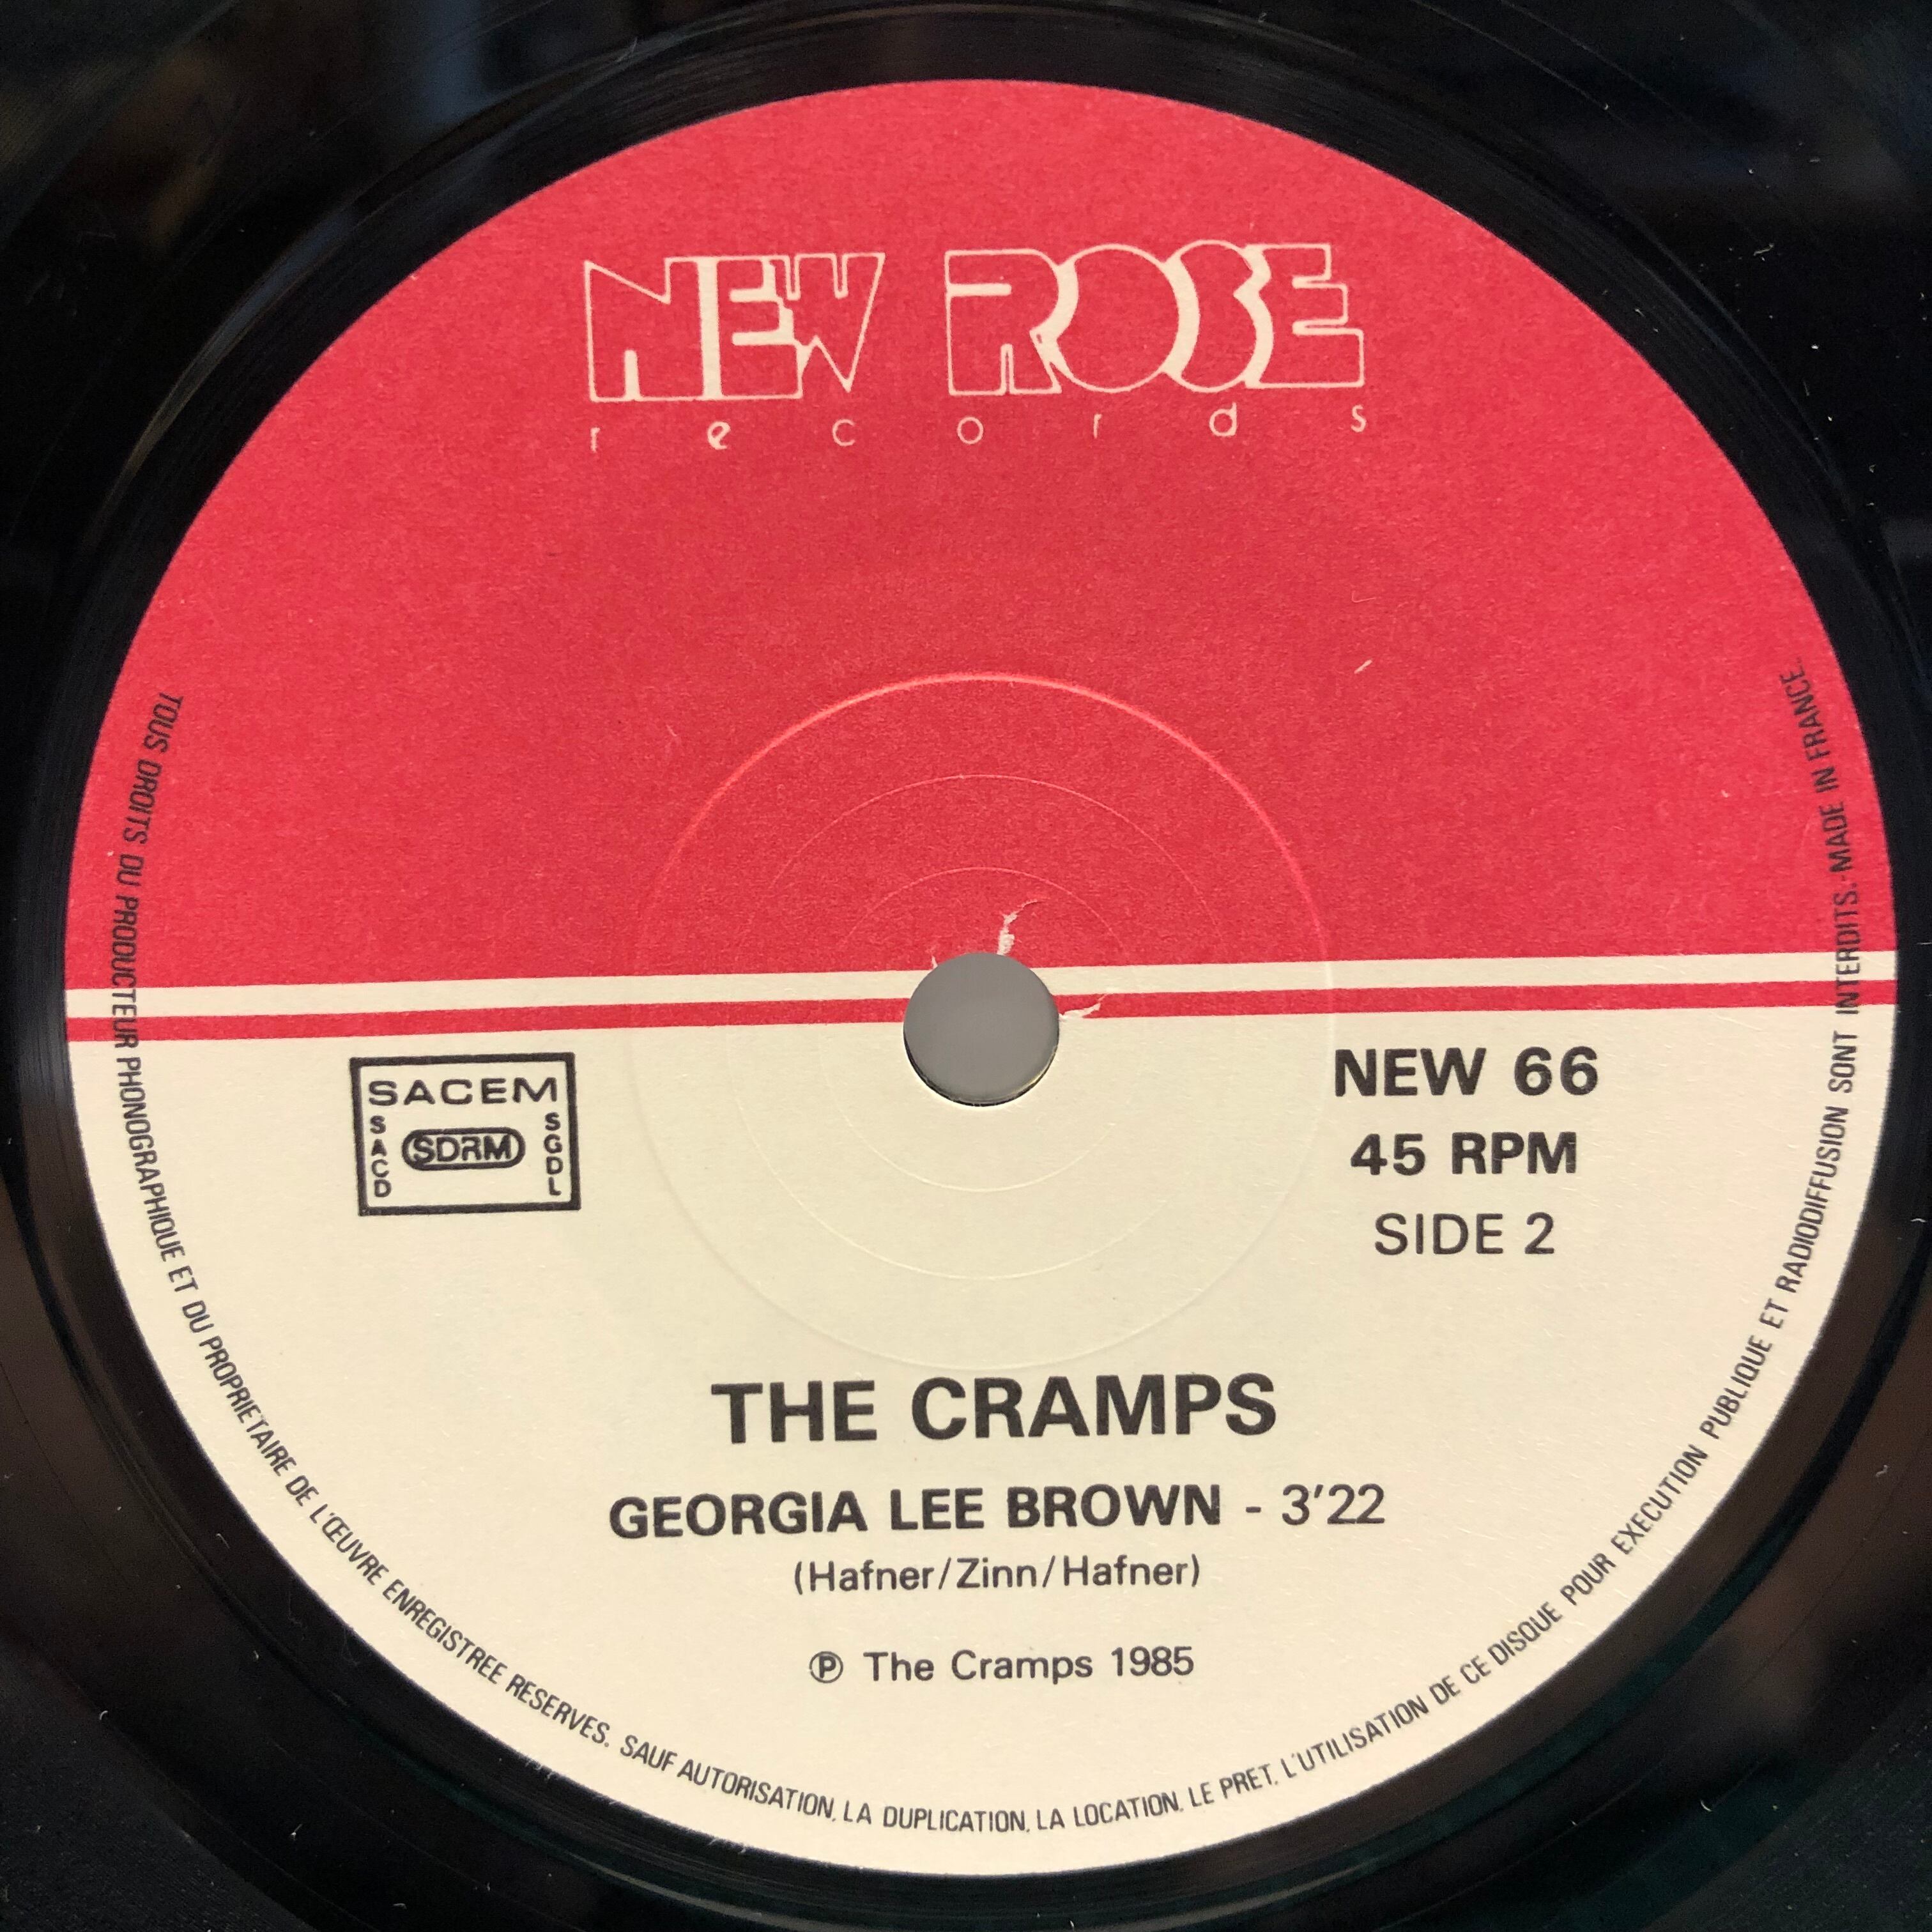 NEW ROSE
records
SACEM
SACD
SDRM
SGDL
NEW 66
45 RPM
SIDE 2
THE CRAMPS
GEORGIA LEE BROWN - 3'22
(Hafner/Zinn/Hafner)
℗ The Cramps 1985
TOUS DROITS DU PRODUCTEUR PHONOGRAPHIQUE ET DU PROPRIETAIRE DE L'ŒUVRE ENREGISTREE RESERVES. SAUF AUTORISATION, LA DUPLICATION, LA LOCATION, LE PRET, L'UTILISATION DE CE DISQUE POUR EXECUTION PUBLIQUE ET RADIODIFFUSION SONT INTERDITS.-MADE IN FRANCE.